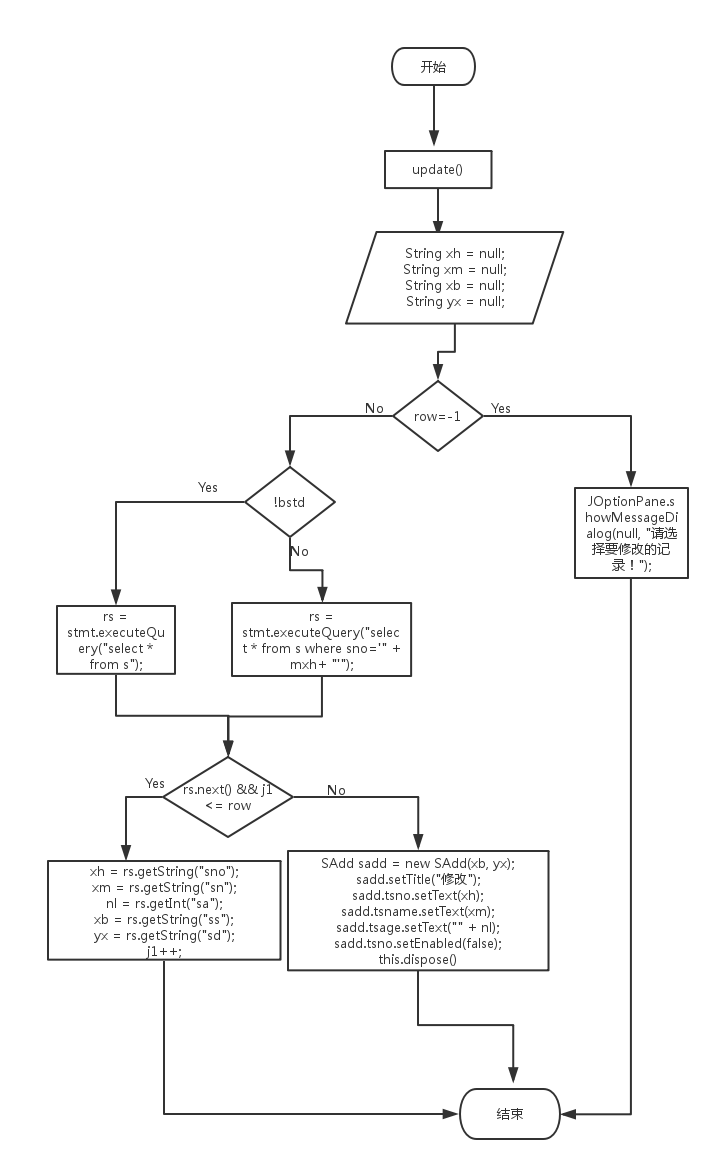 开始
update()
String xh = null;
String xm = null;
String xb = null;
String yx = null;
No
row=-1
Yes
Yes
!bstd
No
JOptionPane.s
howMessageDi
alog(null, "请选
择要修改的记
录！");
rs =
stmt.executeQu
ery("select *
from s");
rs =
stmt.executeQuery("selec
t * from s where sno='" +
mxh+ "'");
Yes
rs.next() && j1
<= row
No
xh = rs.getString("sno");
xm = rs.getString("sn");
nl = rs.getInt("sa");
xb = rs.getString("ss");
yx = rs.getString("sd");
j1++;
SAdd sadd = new SAdd(xb, yx);
sadd.setTitle("修改");
sadd.tsno.setText(xh);
sadd.tsname.setText(xm);
sadd.tsage.setText("" + nl);
sadd.tsno.setEnabled(false);
this.dispose()
结束